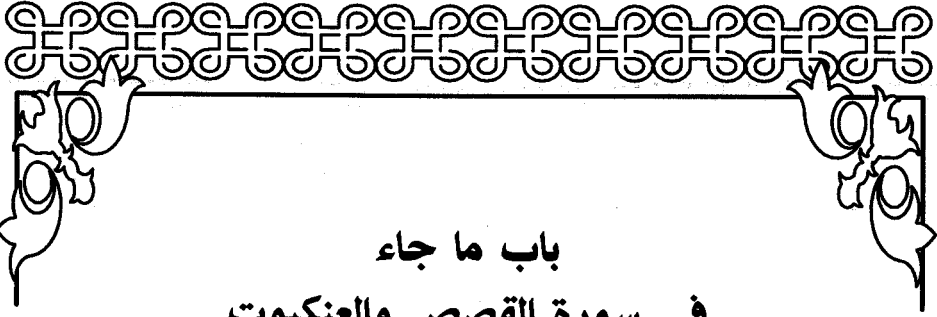 باب ما جاء
في سورة القصص والعنكبوت